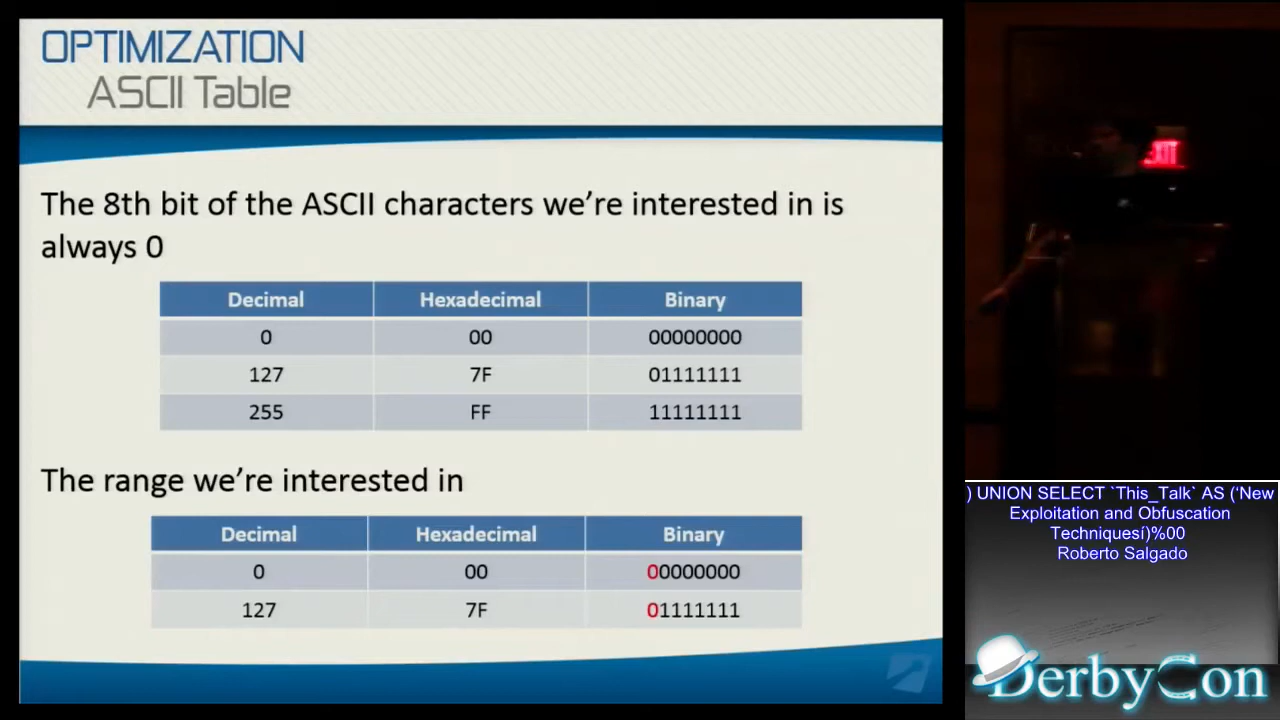 OPTIMIZATION
ASCII Table
The 8th bit of the ASCII characters we're interested in is
always 0
Decimal Hexadecimal Binary
0 00 00000000
127 7F 01111111
255 FF 11111111
The range we're interested in
Decimal Hexadecimal Binary
0 00 00000000
127 7F 01111111
EXIT
) UNION SELECT `This_Talk` AS ('New
Exploitation and Obfuscation
Techniquesí)%00
Roberto Salgado
DerbyCon